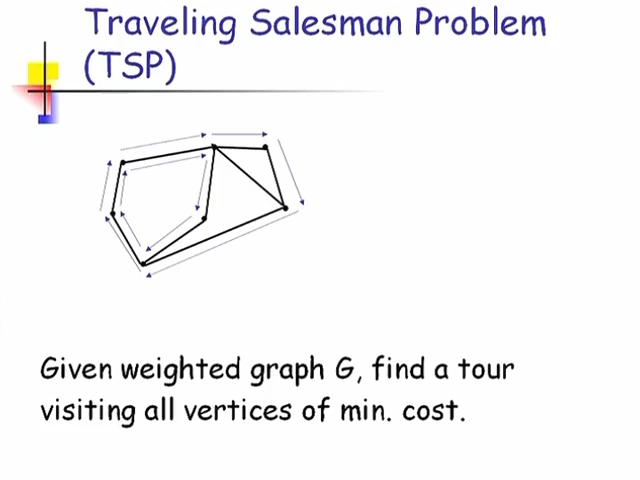 Traveling Salesman Problem
(TSP)
Given weighted graph G, find a tour
visiting all vertices of min. cost.